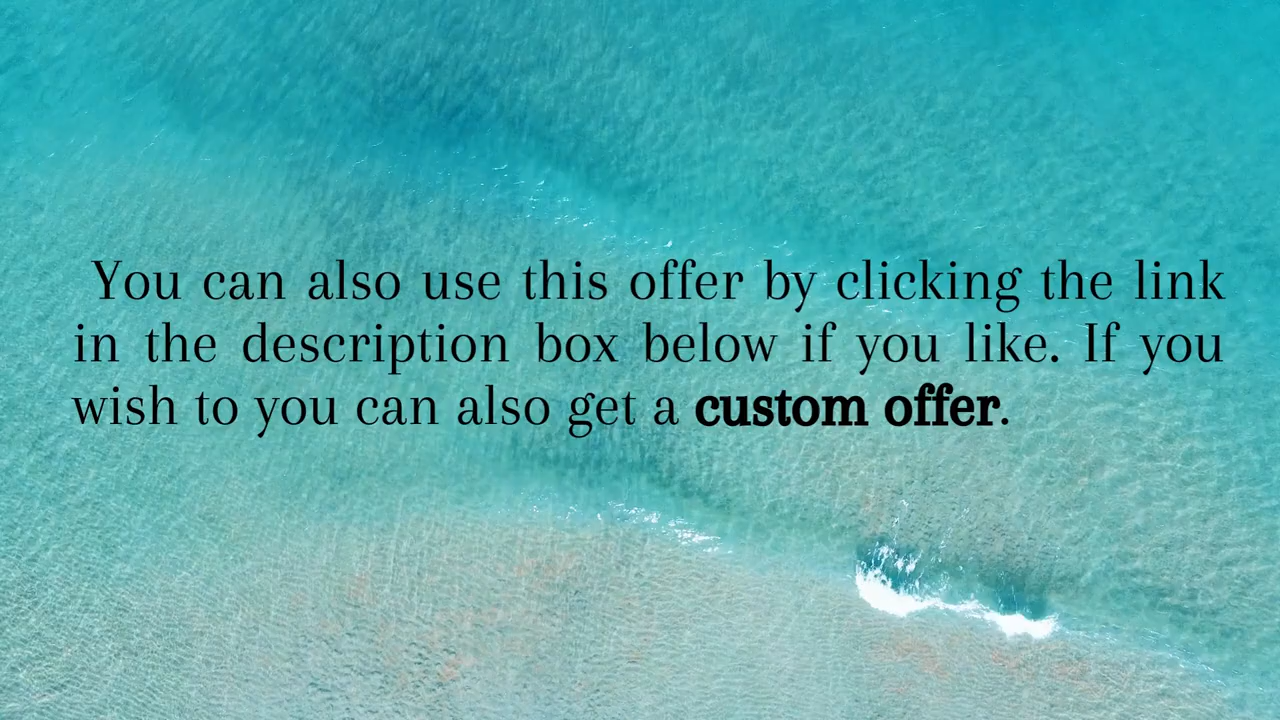 You can also use this offer by clicking the link
in the description box below if you like. If you
wish to you can also get a custom offer.